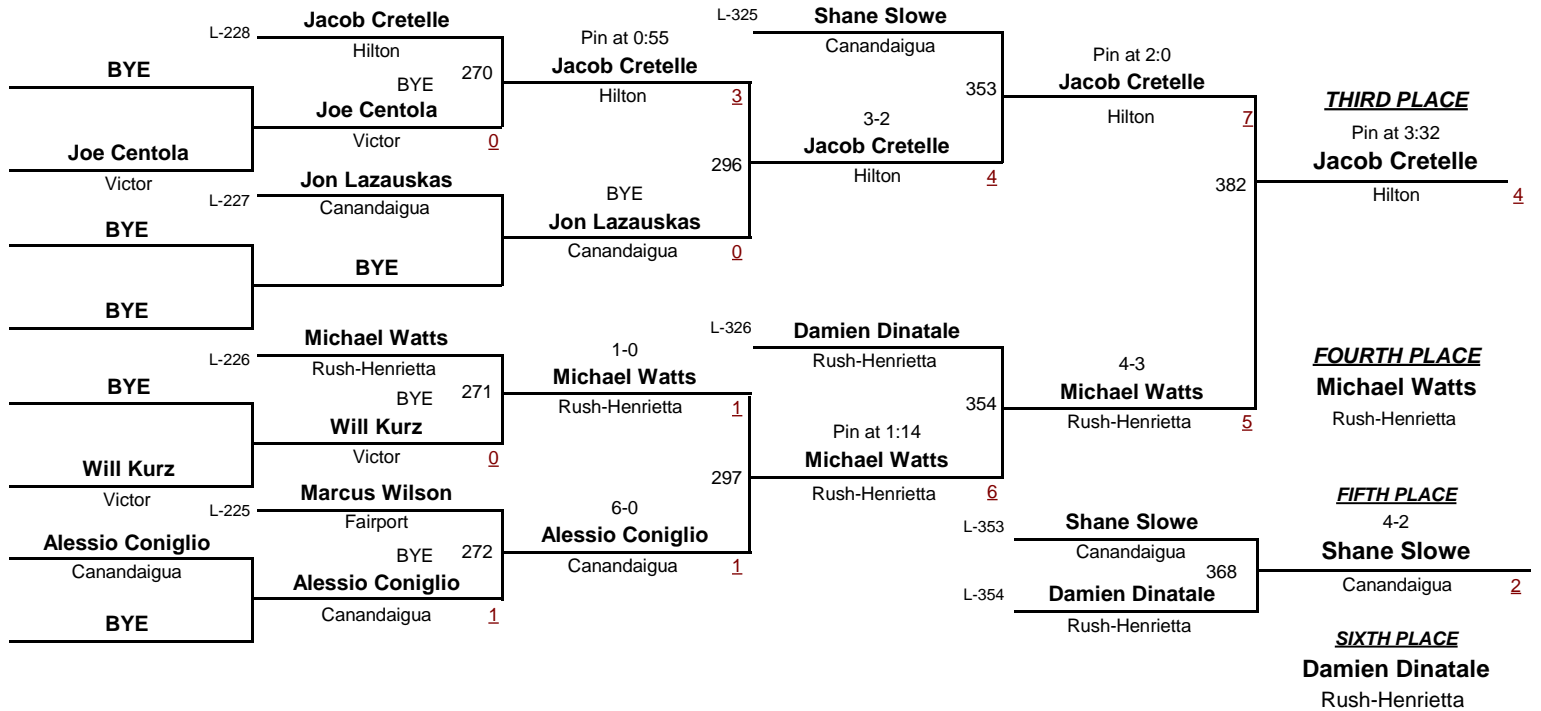 BYE
Joe Centola
Victor
BYE
BYE
BYE
Will Kurz
Victor
Alessio Coniglio
Canandaigua
BYE
L-228
Jacob Cretelle
Hilton
BYE
270
Joe Centola
Victor
0
L-227
Jon Lazauskas
Canandaigua
BYE
L-226
Michael Watts
Rush-Henrietta
BYE
271
Will Kurz
Victor
0
L-225
Marcus Wilson
Fairport
BYE
272
Alessio Coniglio
Canandaigua
1
Pin at 0:55
Jacob Cretelle
Hilton
3
296
BYE
Jon Lazauskas
Canandaigua
0
1-0
Michael Watts
Rush-Henrietta
1
297
6-0
Alessio Coniglio
Canandaigua
1
L-325
Shane Slowe
Canandaigua
353
3-2
Jacob Cretelle
Hilton
4
L-326
Damien Dinatale
Rush-Henrietta
354
Pin at 1:14
Michael Watts
Rush-Henrietta
6
Pin at 2:0
Jacob Cretelle
Hilton
7
382
4-3
Michael Watts
Rush-Henrietta
5
L-353
Shane Slowe
Canandaigua
368
L-354
Damien Dinatale
Rush-Henrietta
THIRD PLACE
Pin at 3:32
Jacob Cretelle
Hilton
4
FOURTH PLACE
Michael Watts
Rush-Henrietta
FIFTH PLACE
4-2
Shane Slowe
Canandaigua
2
SIXTH PLACE
Damien Dinatale
Rush-Henrietta